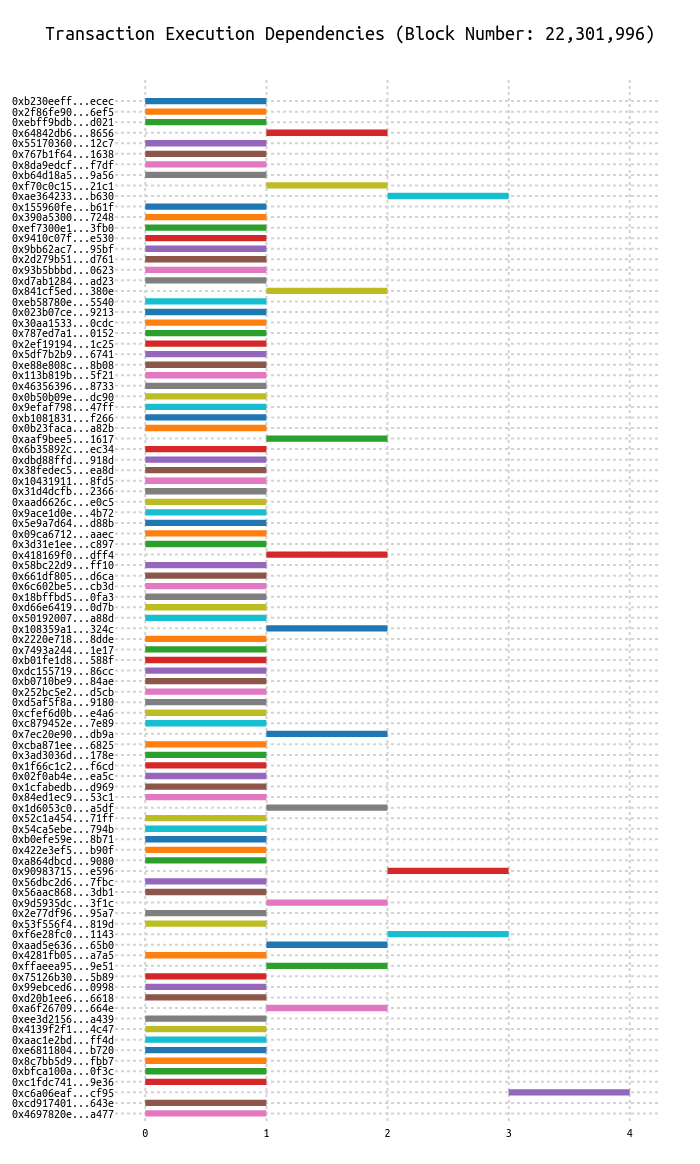 Transaction Execution Dependencies (Block Number: 22,301,996)
0xb230eeff...ecec
0x2f86fe90...6ef5
0xebff9bdb...d021
0x64842db6...8656
0x55170360...12c7
0x767b1f64...1638
0x8da9edcf...f7df
0xb64d18a5...9a56
0xf70c0c15...21c1
0xae364233...b630
0x155960fe...b61f
0x390a5300...7248
0xef7300e1...3fb0
0x9410c07f...e530
0x9bb62ac7...95bf
0x2d279b51...d761
0x93b5bbbd...0623
0xd7ab1284...ad23
0x841cf5ed...380e
0xeb58780e...5540
0x023b07ce...9213
0x30aa1533...0cdc
0x787ed7a1...0152
0x2ef19194...1c25
0x5df7b2b9...6741
0xe88e808c...8b08
0x113b819b...5f21
0x46356396...8733
0x0b50b09e...dc90
0x9efaf798...47ff
0xb1081831...f266
0x0b23faca...a82b
0xaaf9bee5...1617
0x6b35892c...ec34
0xdbd88ffd...918d
0x38fedec5...ea8d
0x10431911...8fd5
0x31d4dcfb...2366
0xaad6626c...e0c5
0x9ace1d0e...4b72
0x5e9a7d64...d88b
0x09ca6712...aaec
0x3d31e1ee...c897
0x418169f0...dff4
0x58bc22d9...ff10
0x661df805...d6ca
0x6c602be5...cb3d
0x18bffbd5...0fa3
0xd66e6419...0d7b
0x50192007...a88d
0x108359a1...324c
0x2220e718...8dde
0x7493a244...1e17
0xb01fe1d8...588f
0xdc155719...86cc
0xb0710be9...84ae
0x252bc5e2...d5cb
0xd5af5f8a...9180
0xcfef6d0b...e4a6
0xc879452e...7e89
0x7ec20e90...db9a
0xcba871ee...6825
0x3ad3036d...178e
0x1f66c1c2...f6cd
0x02f0ab4e...ea5c
0x1cfabedb...d969
0x84ed1ec9...53c1
0x1d6053c0...a5df
0x52c1a454...71ff
0x54ca5ebe...794b
0xb0efe59e...8b71
0x422e3ef5...b90f
0xa864dbcd...9080
0x90983715...e596
0x56dbc2d6...7fbc
0x56aac868...3db1
0x9d5935dc...3f1c
0x2e77df96...95a7
0x53f556f4...819d
0xf6e28fc0...1143
0xaad5e636...65b0
0x4281fb05...a7a5
0xffaeea95...9e51
0x75126b30...5b89
0x99ebced6...0998
0xd20b1ee6...6618
0xa6f26709...664e
0xee3d2156...a439
0x4139f2f1...4c47
0xaac1e2bd...ff4d
0xe6811804...b720
0x8c7bb5d9...fbb7
0xbfca100a...0f3c
0xc1fdc741...9e36
0xc6a06eaf...cf95
0xcd917401...643e
0x4697820e...a477
0 1 2 3 4